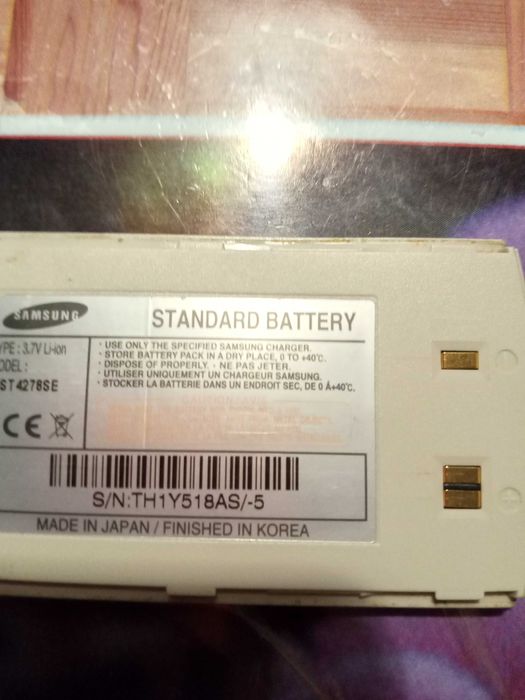 SAMSUNG
STANDARD BATTERY
YPE : 3.7V Li-ion
ODEL :
ST4278SE
· USE ONLY THE SPECIFIED SAMSUNG CHARGER.
· STORE BATTERY PACK IN A DRY PLACE, 0 TO +40°C.
· DISPOSE OF PROPERLY. · NE PAS JETER.
· UTILISER UNIQUEMENT UN CHARGEUR SAMSUNG.
· STOCKER LA BATTERIE DANS UN ENDROIT SEC, DE 0 Å+40°C.
CE
S/N:TH1Y518AS/-5
MADE IN JAPAN / FINISHED IN KOREA